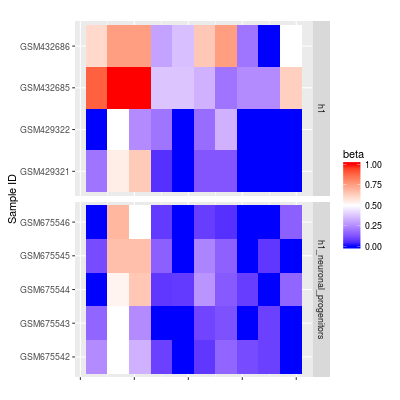 Sample ID
GSM432686
GSM432685
GSM429322
GSM429321
h1
GSM675546
GSM675545
GSM675544
GSM675543
GSM675542
h1_neuronal_progenitors
beta
1.00
0.75
0.50
0.25
0.00